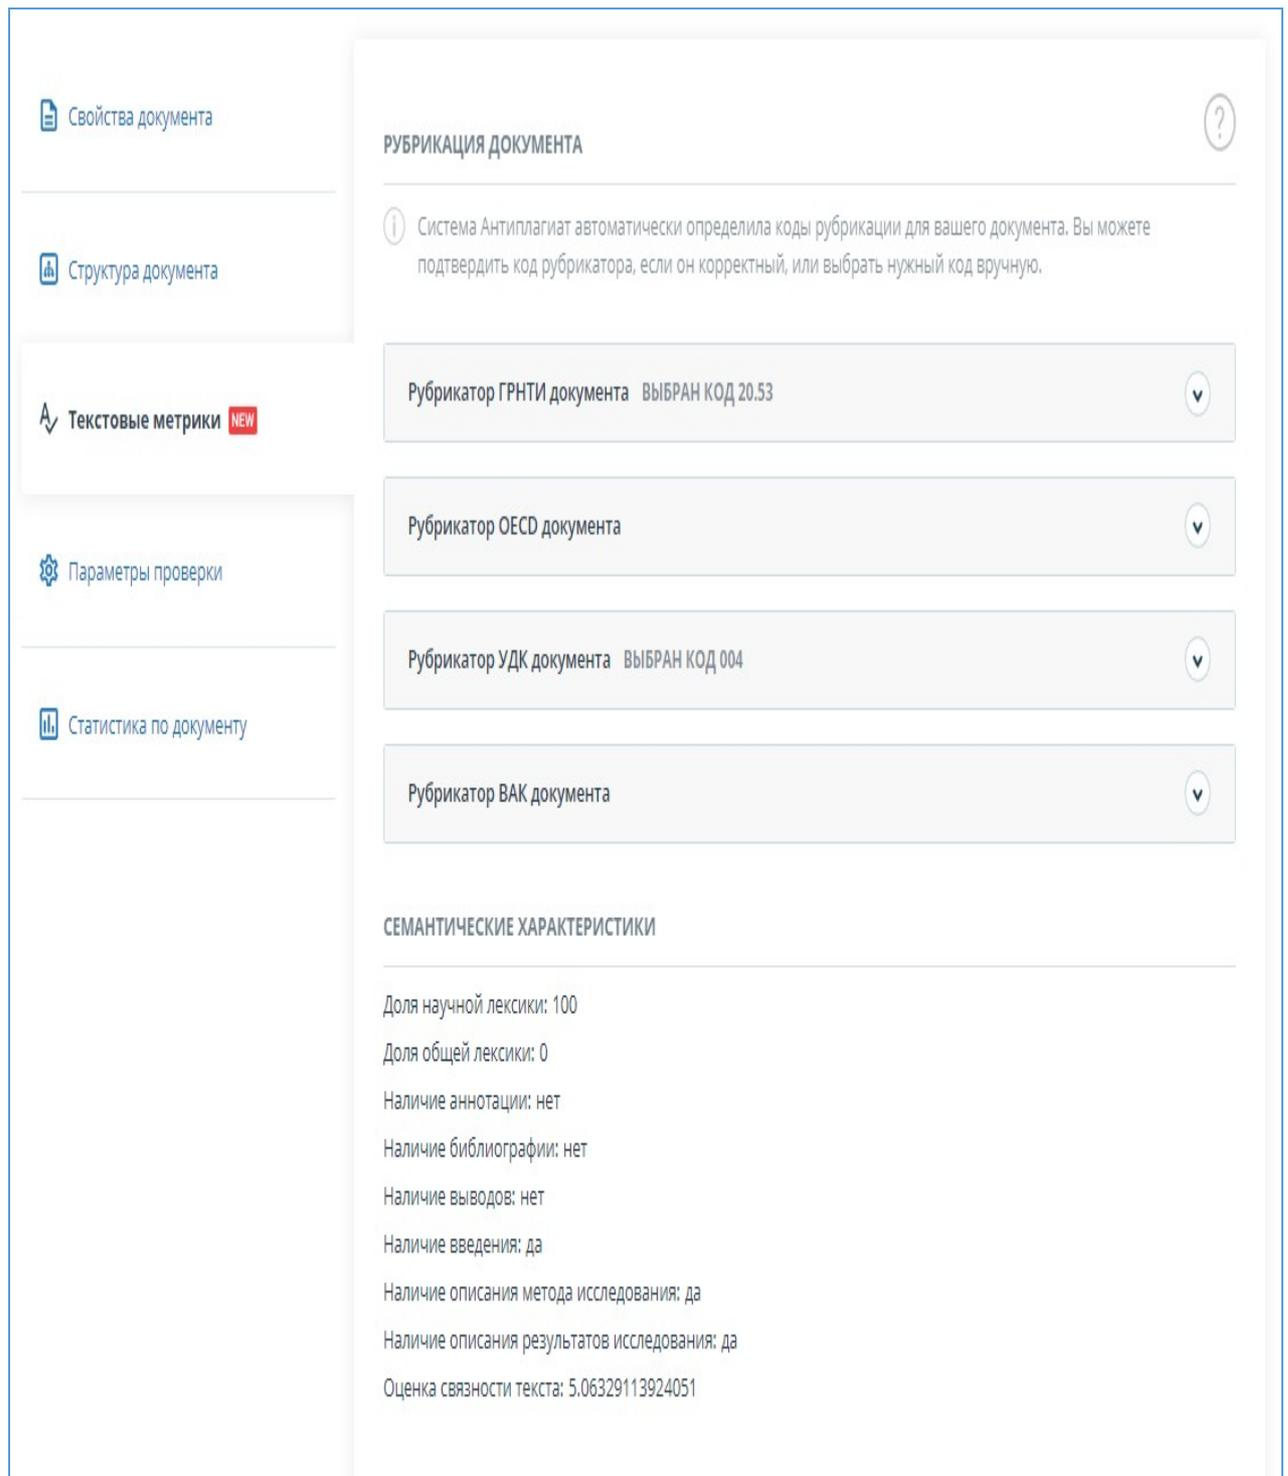 Свойства документа
Структура документа
Текстовые метрики NEW
Параметры проверки
Статистика по документу
РУБРИКАЦИЯ ДОКУМЕНТА
?
i Система Антиплагиат автоматически определила коды рубрикации для вашего документа. Вы можете
подтвердить код рубрикатора, если он корректный, или выбрать нужный код вручную.
Рубрикатор ГРНТИ документа ВЫБРАН КОД 20.53
Рубрикатор OECD документа
Рубрикатор УДК документа ВЫБРАН КОД 004
Рубрикатор ВАК документа
СЕМАНТИЧЕСКИЕ ХАРАКТЕРИСТИКИ
Доля научной лексики: 100
Доля общей лексики: 0
Наличие аннотации: нет
Наличие библиографии: нет
Наличие выводов: нет
Наличие введения: да
Наличие описания метода исследования: да
Наличие описания результатов исследования: да
Оценка связности текста: 5.06329113924051